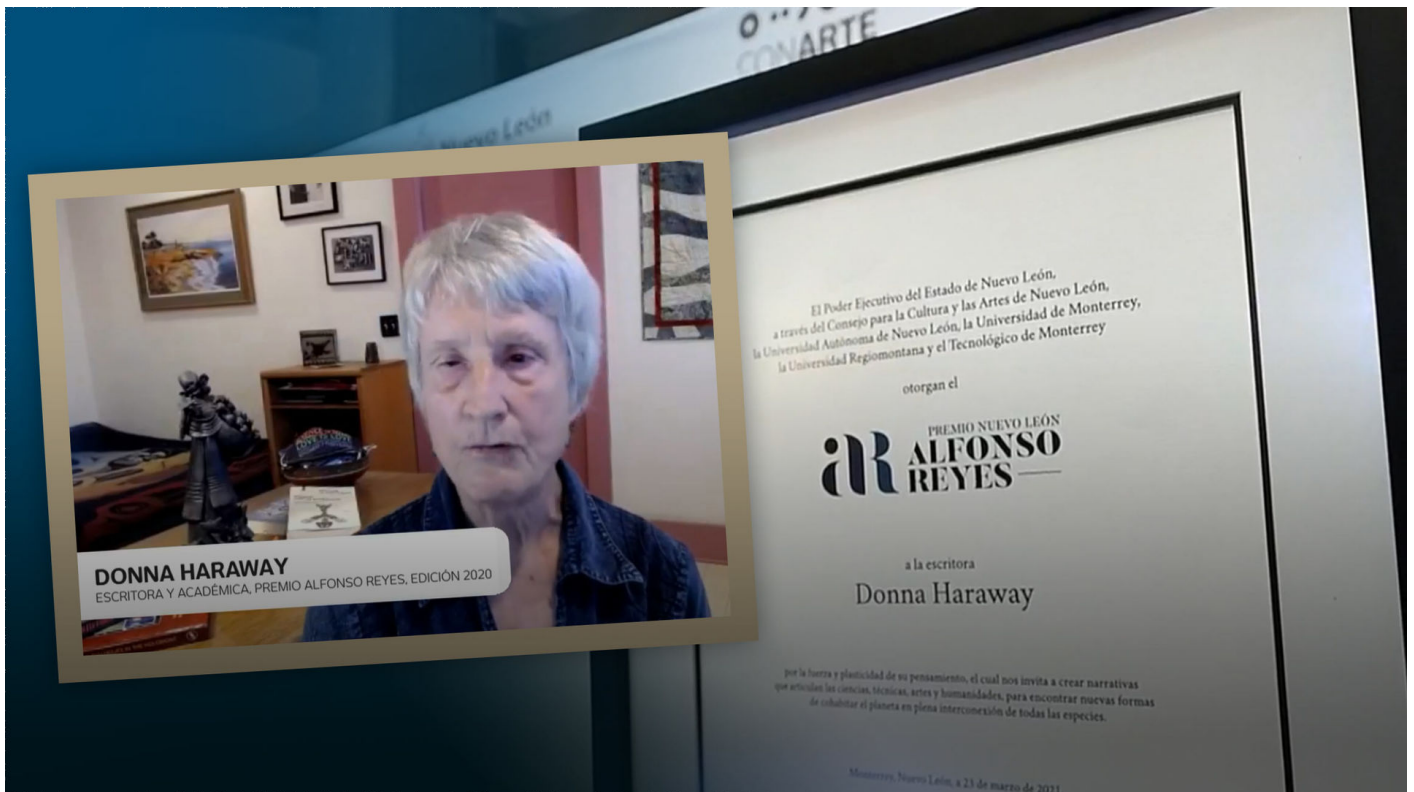 CONARTE
Nuevo León
El Poder Ejecutivo del Estado de Nuevo León,
a través del Consejo para la Cultura y las Artes de Nuevo León,
la Universidad Autónoma de Nuevo León, la Universidad de Monterrey,
la Universidad Regiomontana y el Tecnológico de Monterrey
otorgan el
PREMIO NUEVO LEÓN
aR ALFONSO
REYES
a la escritora
Donna Haraway
por la fuerza y plasticidad de su pensamiento, el cual nos invita a crear narrativas
que articulan las ciencias, técnicas, artes y humanidades, para encontrar nuevas formas
de cohabitar el planeta en plena interconexión de todas las especies.
Monterrey, Nuevo León, a 23 de marzo de 2021
DONNA HARAWAY
ESCRITORA Y ACADÉMICA, PREMIO ALFONSO REYES, EDICIÓN 2020